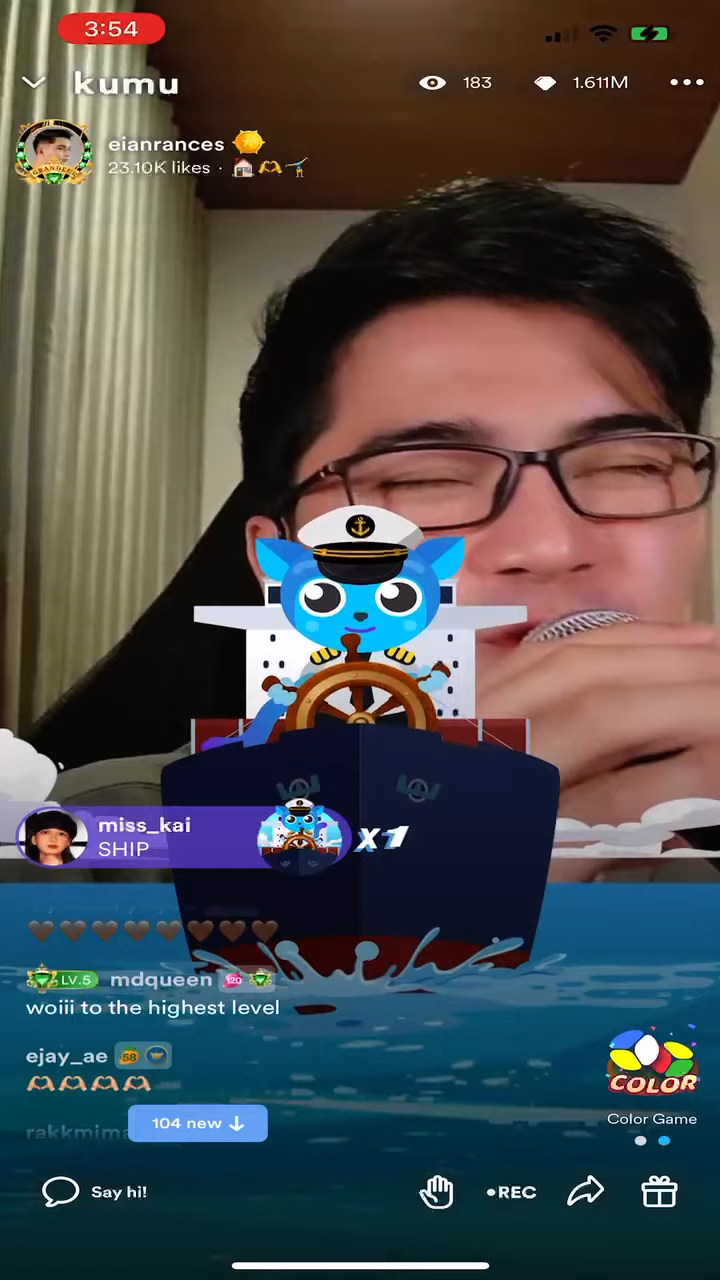 3:54
kumu
183
1.611M
eianrances
23.10K likes ·
miss_kai
SHIP
X1
LV.5 mdqueen 120
woiii to the highest level
ejay_ae 68
104 new
COLOR
Color Game
Say hi!
•REC